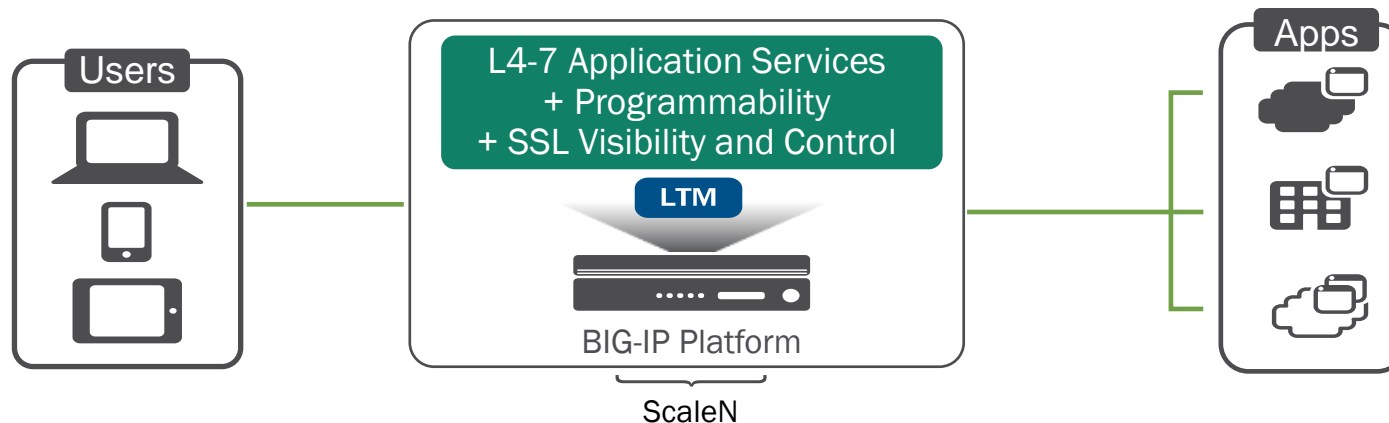 Users
L4-7 Application Services
+ Programmability
+ SSL Visibility and Control
LTM
BIG-IP Platform
ScaleN
Apps